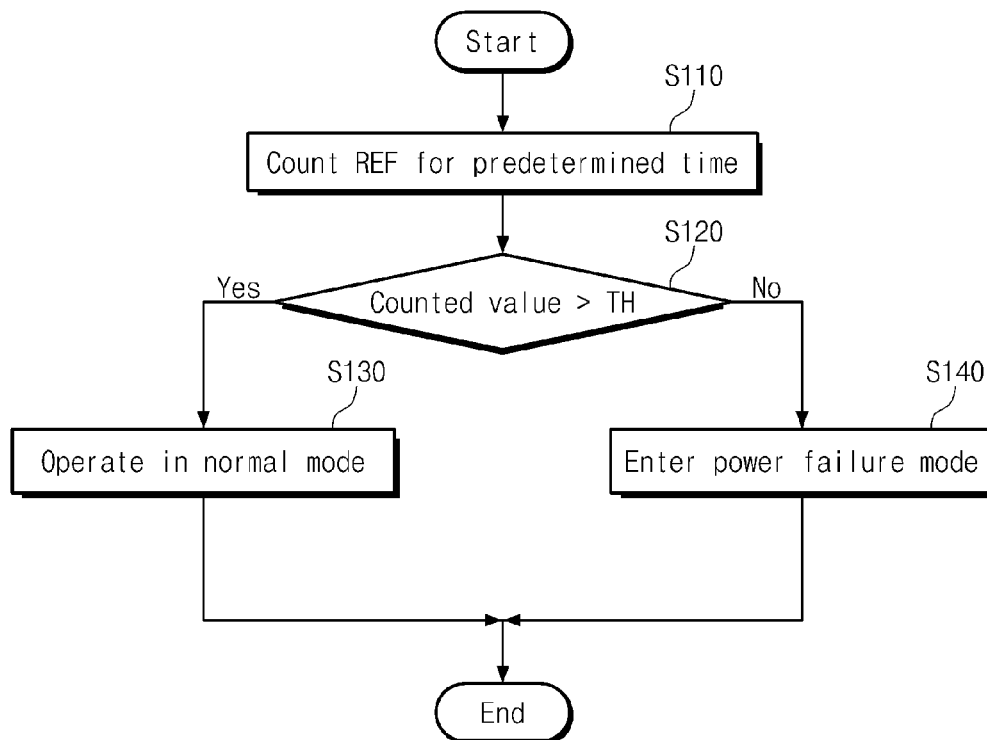 Start
S110
Count REF for predetermined time
S120
Yes
Counted value > TH
No
S130
S140
Operate in normal mode
Enter power failure mode
End